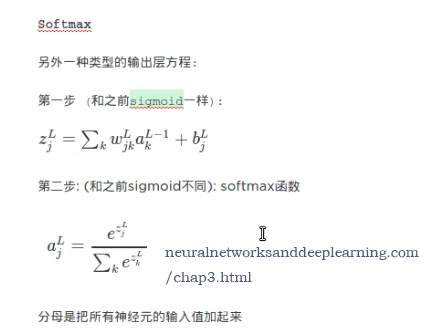 Softmax
另外一种类型的输出层方程:
第一步 (和之前sigmoid一样):
z_j^L = ∑_k w_{jk}^L a_k^{L-1} + b_j^L
第二步: (和之前sigmoid不同): softmax函数
a_j^L = e^{z_j^L} / ∑_k e^{z_k^L}
neuralnetworksanddeeplearning.com
/chap3.html
分母是把所有神经元的输入值加起来